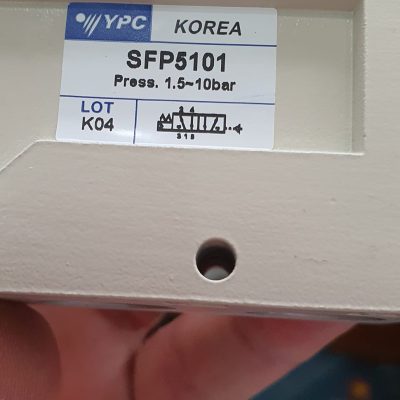 YPC KOREA
SFP5101
Press. 1.5~10bar
LOT
K04